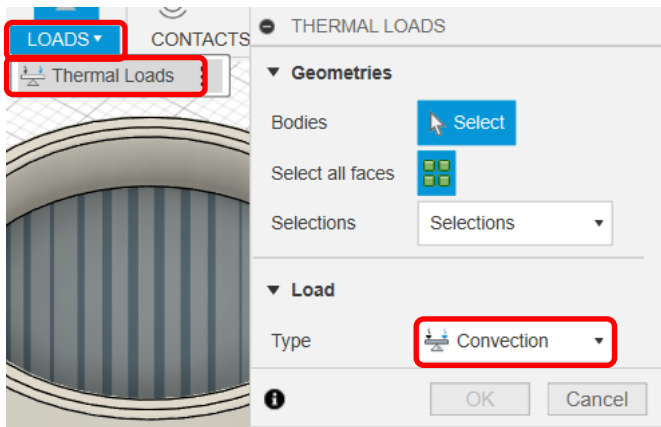 LOADS
CONTACTS
Thermal Loads
THERMAL LOADS
Geometries
Bodies
Select
Select all faces
Selections
Selections
Load
Type
Convection
OK
Cancel